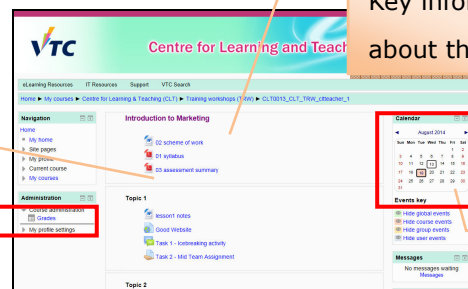 Key infor
about th
VTC
Centre for Learning and Teach
eLearning Resources IT Resources Support VTC Search
Home ► My courses ► Centre for Learning & Teaching (CLT) ► Training workshops (TRW) ► CLT0013_CLT_TRW_cltteacher_1
Navigation
Home
My home
Site pages
My profile
Current course
My courses
Administration
Course administration
Grades
My profile settings
Introduction to Marketing
02 scheme of work
01 syllabus
03 assessment summary
Topic 1
lesson1 notes
Good Website
Task 1 - Icebreaking activity
Task 2 - Mid Team Assignment
Topic 2
Calendar
August 2014
Sun Mon Tue Wed Thu Fri Sat
1 2
3 4 5 6 7 8 9
10 11 12 13 14 15 16
17 18 19 20 21 22 23
24 25 26 27 28 29 30
31
Events key
Hide global events
Hide course events
Hide group events
Hide user events
Messages
No messages waiting
Messages